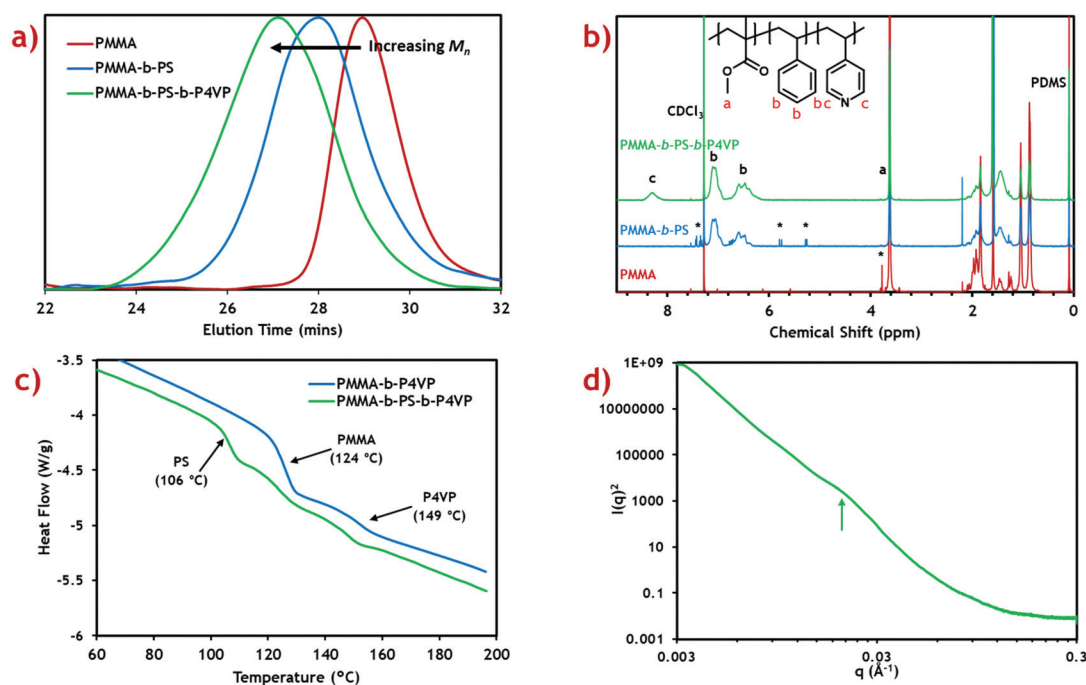 a)
PMMA
PMMA-b-PS
PMMA-b-PS-b-P4VP
Increasing Mn
22 24 26 28 30 32
Elution Time (mins)
b)
O
O
N
a
b
b
b c
c
PDMS
CDCl3
PMMA-b-PS-b-P4VP
c
b
b
a
PMMA-b-PS
*
*
*
PMMA
*
8 6 4 2 0
Chemical Shift (ppm)
c)
-3.5
-4
-4.5
-5
-5.5
-6
Heat Flow (W/g)
PMMA-b-P4VP
PMMA-b-PS-b-P4VP
PS
(106 °C)
PMMA
(124 °C)
P4VP
(149 °C)
60 80 100 120 140 160 180 200
Temperature (°C)
d)
1E+09
10000000
100000
1000
10
0.1
0.001
I(q)2
0.003 0.03 0.3
q (Å-1)